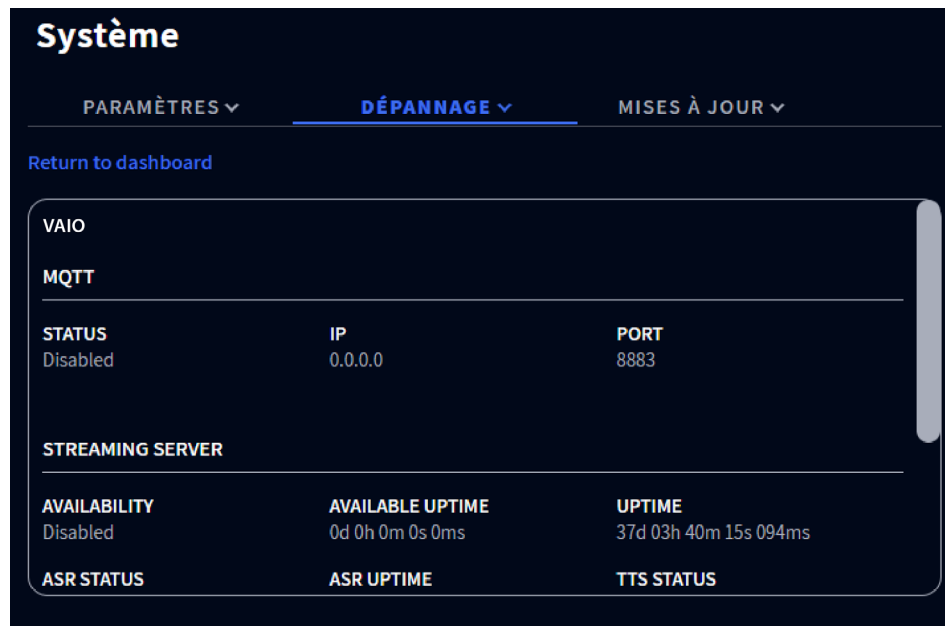 Système
PARAMÈTRES DÉPANNAGE MISES À JOUR
Return to dashboard
VAIO
MQTT
STATUS IP PORT
Disabled 0.0.0.0 8883
STREAMING SERVER
AVAILABILITY AVAILABLE UPTIME UPTIME
Disabled 0d 0h 0m 0s 0ms 37d 03h 40m 15s 094ms
ASR STATUS ASR UPTIME TTS STATUS